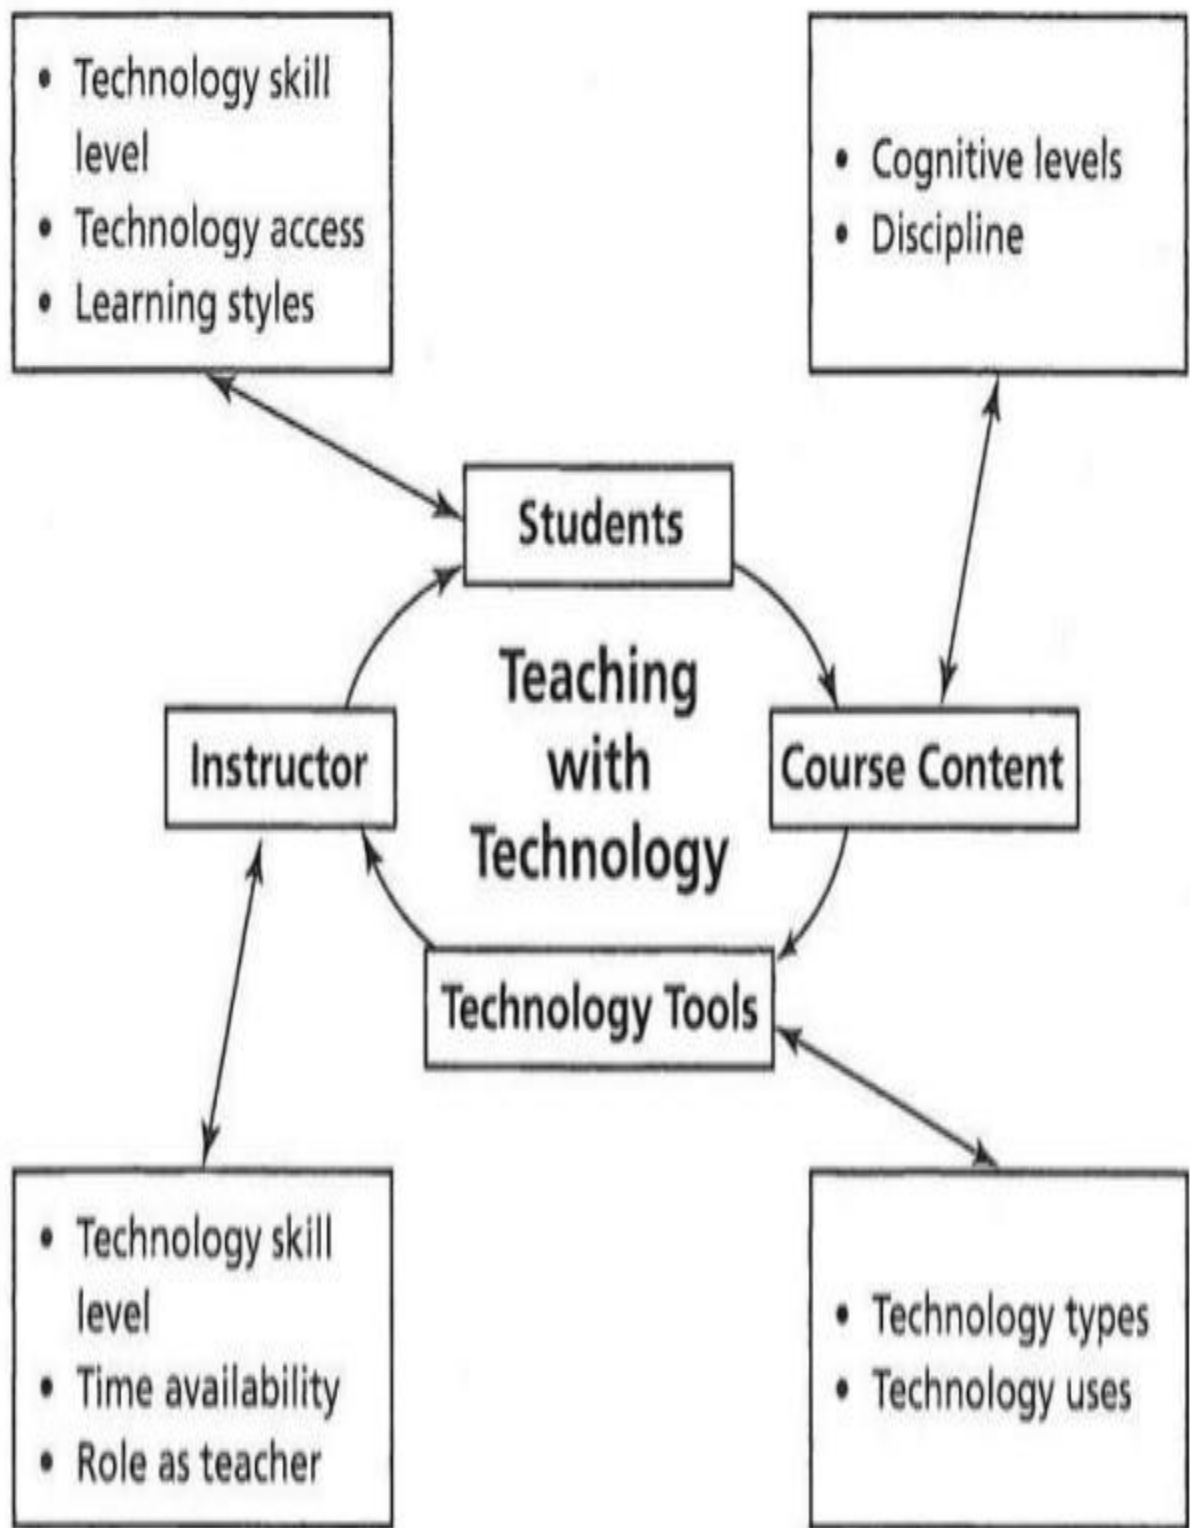 • Technology skill
level
• Technology access
• Learning styles
• Cognitive levels
• Discipline
Students
Teaching
with
Technology
Instructor
Course Content
Technology Tools
• Technology skill
level
• Time availability
• Role as teacher
• Technology types
• Technology uses